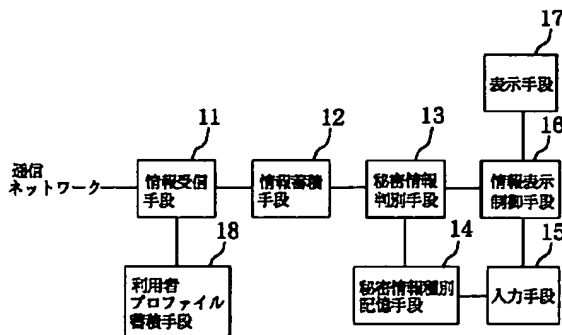 17
表示手段
11
12
13
16
通信
ネットワーク
情報受信
手段
情報蓄積
手段
秘密情報
判別手段
情報表示
制御手段
18
14
15
利用者
プロファイル
蓄積手段
秘密情報種別
記憶手段
入力手段